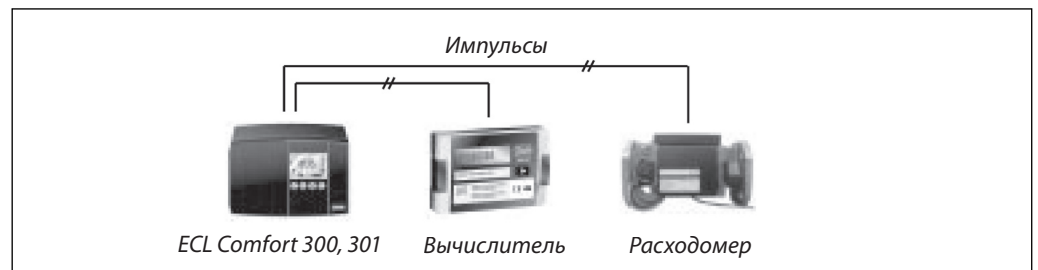 Импульсы
ECL Comfort 300, 301
Вычислитель
Расходомер